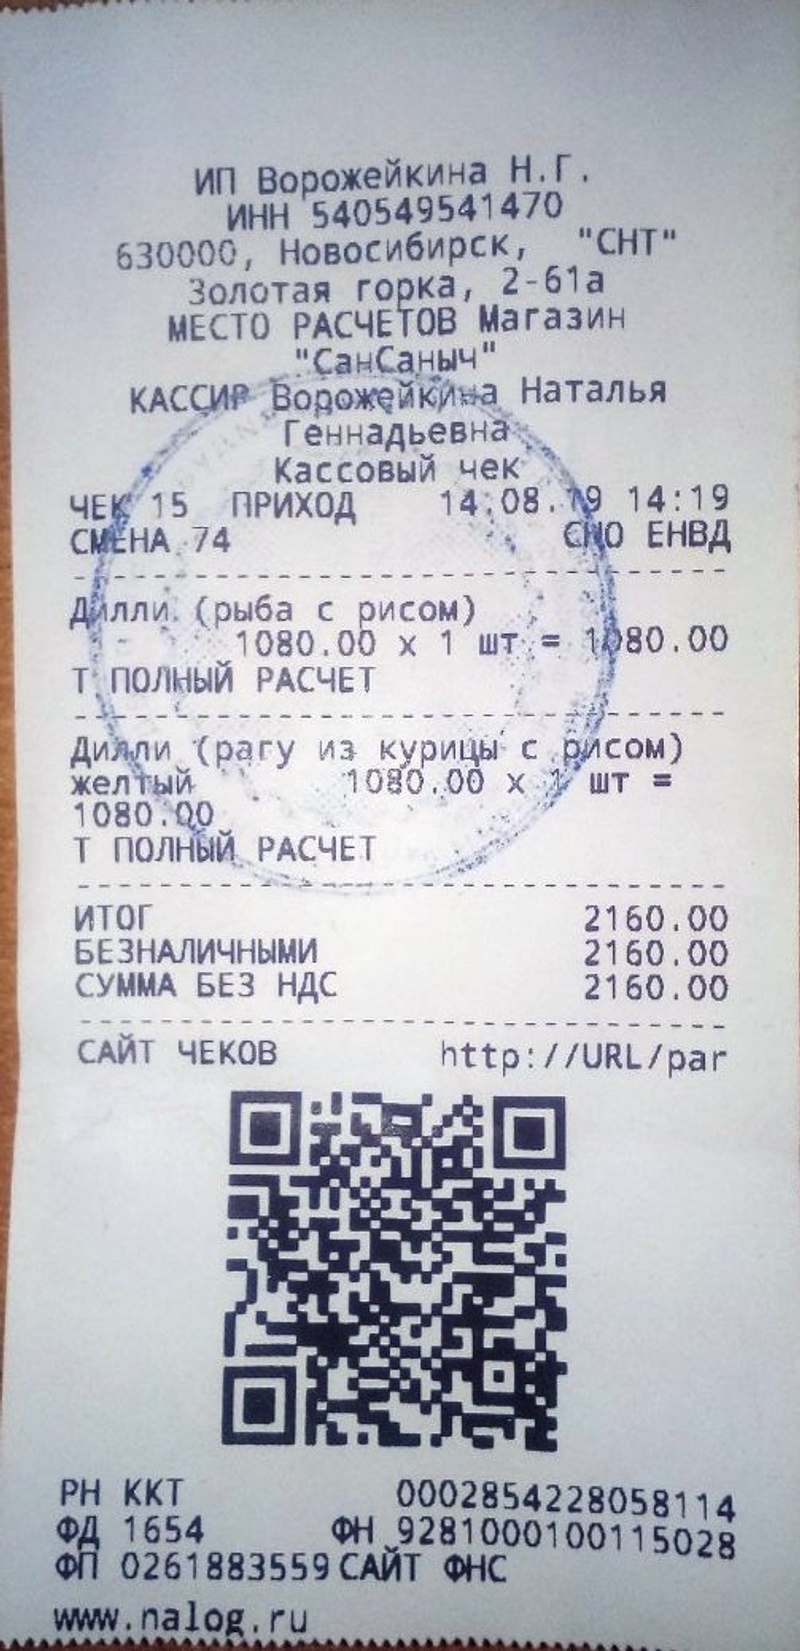 ИП Ворожейкина Н.Г.
ИНН 540549541470
630000, Новосибирск, "СНТ"
Золотая горка, 2-61а
МЕСТО РАСЧЕТОВ Магазин
"СанСаныч"
КАССИР Ворожейкина Наталья
Геннадьевна
Кассовый чек
ЧЕК 15 ПРИХОД 14.08.19 14:19
СМЕНА 74 СНО ЕНВД
Дилли (рыба с рисом)
1080.00 х 1 шт = 1080.00
Т ПОЛНЫЙ РАСЧЕТ
Дилли (рагу из курицы с рисом)
желтый 1080.00 х 1 шт =
1080.00
Т ПОЛНЫЙ РАСЧЕТ
ИТОГ 2160.00
БЕЗНАЛИЧНЫМИ 2160.00
СУММА БЕЗ НДС 2160.00
САЙТ ЧЕКОВ http://URL/par
РН ККТ 0002854228058114
ФД 1654 ФН 9281000100115028
ФП 0261883559 САЙТ ФНС
www.nalog.ru